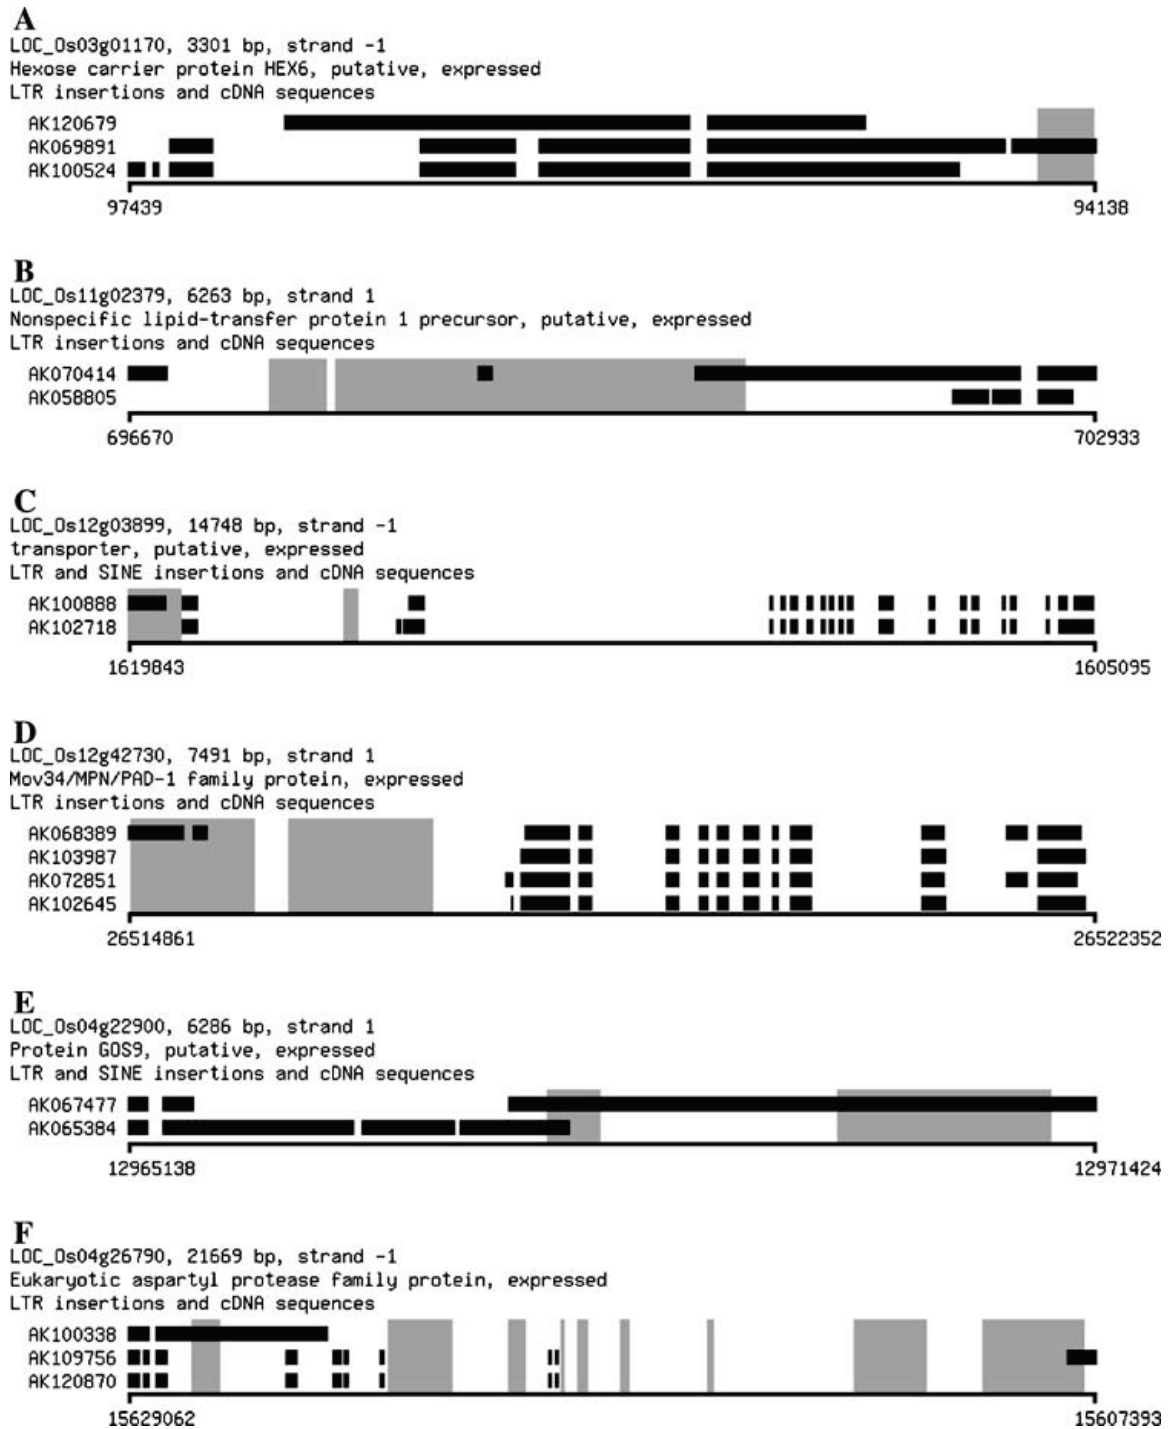 A
LOC_Os03g01170, 3301 bp, strand -1
Hexose carrier protein HEX6, putative, expressed
LTR insertions and cDNA sequences
AK120679
AK069891
AK100524
97439 94138
B
LOC_Os11g02379, 6263 bp, strand 1
Nonspecific lipid-transfer protein 1 precursor, putative, expressed
LTR insertions and cDNA sequences
AK070414
AK058805
696670 702933
C
LOC_Os12g03899, 14748 bp, strand -1
transporter, putative, expressed
LTR and SINE insertions and cDNA sequences
AK100888
AK102718
1619843 1605095
D
LOC_Os12g42730, 7491 bp, strand 1
Mov34/MPN/PAD-1 family protein, expressed
LTR insertions and cDNA sequences
AK068389
AK103987
AK072851
AK102645
26514861 26522352
E
LOC_Os04g22900, 6286 bp, strand 1
Protein GOS9, putative, expressed
LTR and SINE insertions and cDNA sequences
AK067477
AK065384
12965138 12971424
F
LOC_Os04g26790, 21669 bp, strand -1
Eukaryotic aspartyl protease family protein, expressed
LTR insertions and cDNA sequences
AK100338
AK109756
AK120870
15629062 15607393